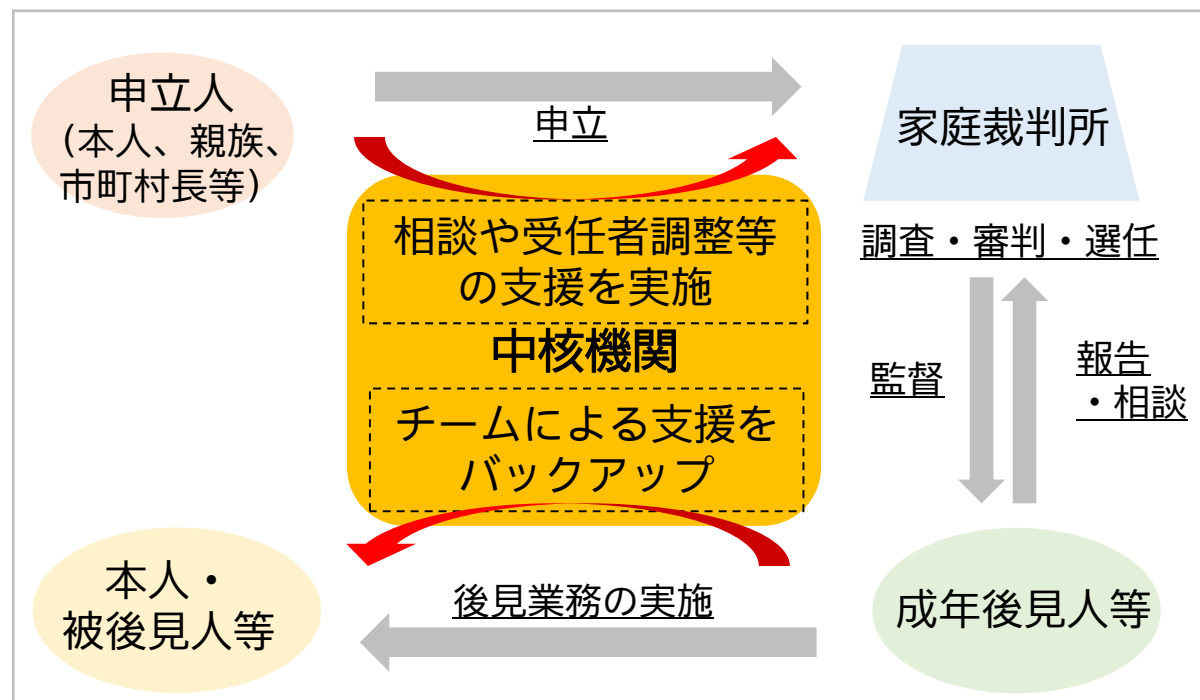 申立人
(本人、親族、
市町村長等)
申立
家庭裁判所
相談や受任者調整等
の支援を実施
中核機関
チームによる支援を
バックアップ
調査・審判・選任
監督
報告
・相談
本人・
被後見人等
後見業務の実施
成年後見人等